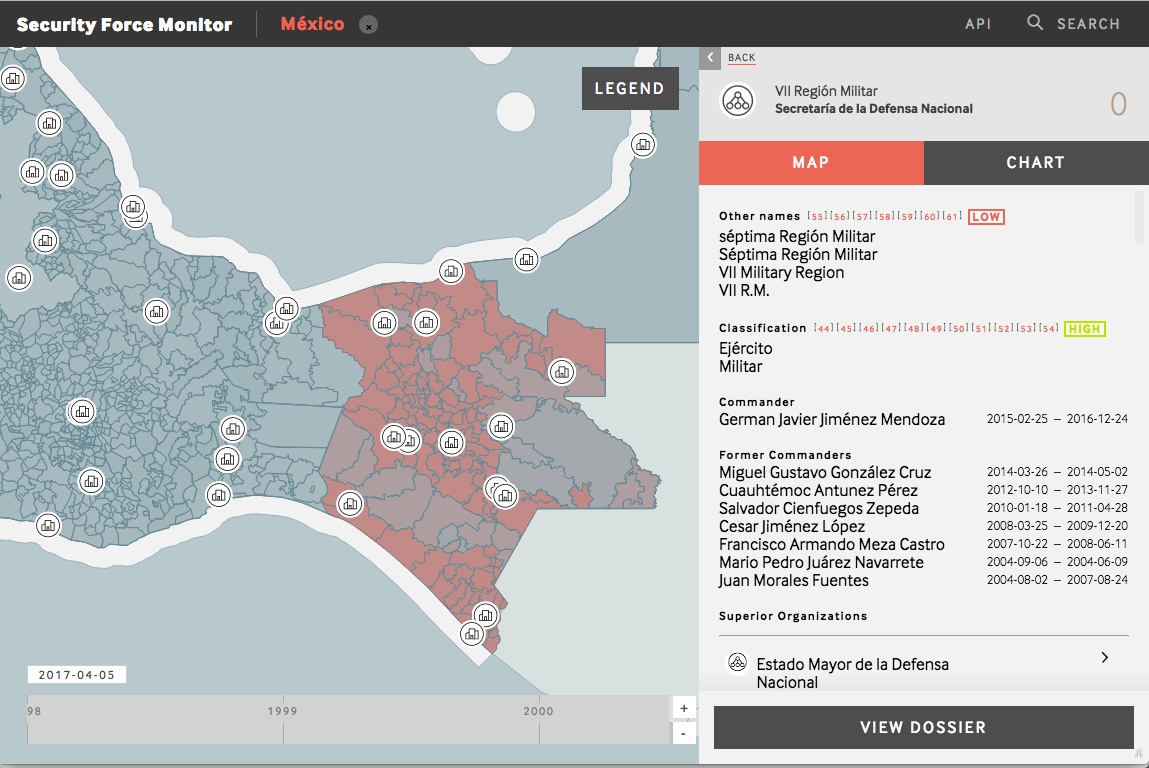 Security Force Monitor
México
×
API
SEARCH
LEGEND
BACK
VII Región Militar
Secretaría de la Defensa Nacional
0
MAP
CHART
Other names [55][56][57][58][59][60][61] LOW
séptima Región Militar
Séptima Región Militar
VII Military Region
VII R.M.
Classification [44][45][46][47][48][49][50][51][52][53][54] HIGH
Ejército
Militar
Commander
German Javier Jiménez Mendoza 2015-02-25 — 2016-12-24
Former Commanders
Miguel Gustavo González Cruz 2014-03-26 — 2014-05-02
Cuauhtémoc Antunez Pérez 2012-10-10 — 2013-11-27
Salvador Cienfuegos Zepeda 2010-01-18 — 2011-04-28
Cesar Jiménez López 2008-03-25 — 2009-12-20
Francisco Armando Meza Castro 2007-10-22 — 2008-06-11
Mario Pedro Juárez Navarrete 2004-09-06 — 2004-06-09
Juan Morales Fuentes 2004-08-02 — 2007-08-24
Superior Organizations
Estado Mayor de la Defensa
Nacional
VIEW DOSSIER
2017-04-05
98
1999
2000
+
-